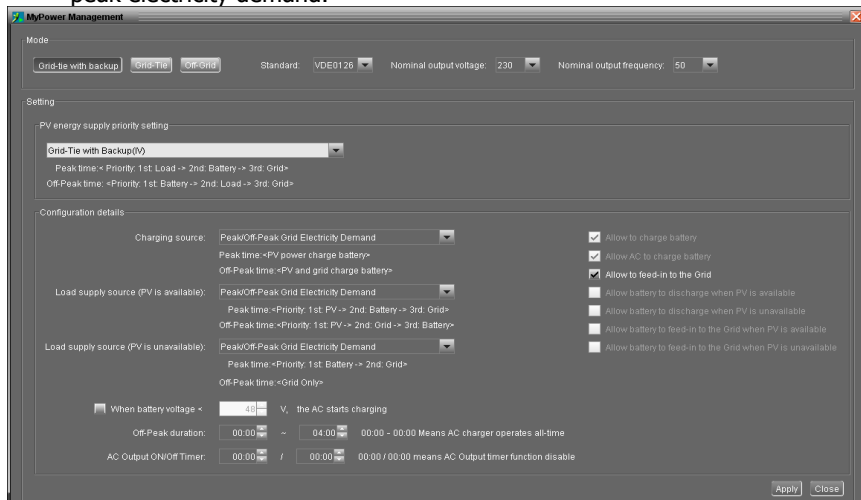 peak electricity demand.
MyPower Management
Mode
Grid-tie with backup Grid-Tie Off-Grid Standard: VDE0126 Nominal output voltage: 230 Nominal output frequency: 50
Setting
PV energy supply priority setting
Grid-Tie with Backup(IV)
Peak time:< Priority: 1st: Load -> 2nd: Battery -> 3rd: Grid>
Off-Peak time: <Priority: 1st: Battery -> 2nd: Load -> 3rd: Grid>
Configuration details
Charging source: Peak/Off-Peak Grid Electricity Demand Allow to charge battery
Peak time:<PV power charge battery> Allow AC to charge battery
Off-Peak time:<PV and grid charge battery> Allow to feed-in to the Grid
Load supply source (PV is available): Peak/Off-Peak Grid Electricity Demand Allow battery to discharge when PV is available
Peak time:<Priority: 1st: PV -> 2nd: Battery -> 3rd: Grid> Allow battery to discharge when PV is unavailable
Off-Peak time:<Priority: 1st: PV -> 2nd: Grid -> 3rd: Battery> Allow battery to feed-in to the Grid when PV is available
Load supply source (PV is unavailable): Peak/Off-Peak Grid Electricity Demand Allow battery to feed-in to the Grid when PV is unavailable
Peak time:<Priority: 1st: Battery -> 2nd: Grid>
Off-Peak time:<Grid Only>
When battery voltage < 48 V, the AC starts charging
Off-Peak duration: 00:00 ~ 04:00 00:00 - 00:00 Means AC charger operates all-time
AC Output ON/Off Timer: 00:00 / 00:00 00:00 / 00:00 means AC Output timer function disable
Apply Close